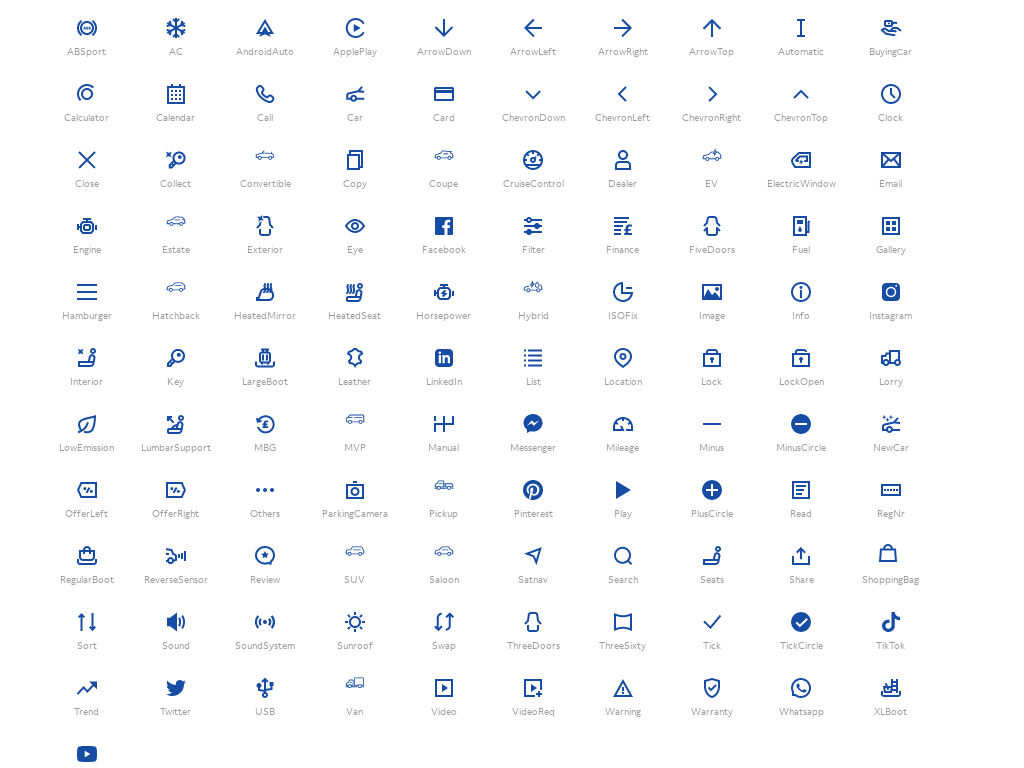 ABSport AC AndroidAuto ApplePlay ArrowDown ArrowLeft ArrowRight ArrowTop Automatic BuyingCar
Calculator Calendar Call Car Card ChevronDown ChevronLeft ChevronRight ChevronTop Clock
Close Collect Convertible Copy Coupe CruiseControl Dealer EV ElectricWindow Email
Engine Estate Exterior Eye Facebook Filter Finance FiveDoors Fuel Gallery
Hamburger Hatchback HeatedMirror HeatedSeat Horsepower Hybrid ISOFix Image Info Instagram
Interior Key LargeBoot Leather LinkedIn List Location Lock LockOpen Lorry
LowEmission LumbarSupport MBG MVP Manual Messenger Mileage Minus MinusCircle NewCar
OfferLeft OfferRight Others ParkingCamera Pickup Pinterest Play PlusCircle Read RegNr
RegularBoot ReverseSensor Review SUV Saloon Satnav Search Seats Share ShoppingBag
Sort Sound SoundSystem Sunroof Swap ThreeDoors ThreeSixty Tick TickCircle TikTok
Trend Twitter USB Van Video VideoReq Warning Warranty Whatsapp XLBoot